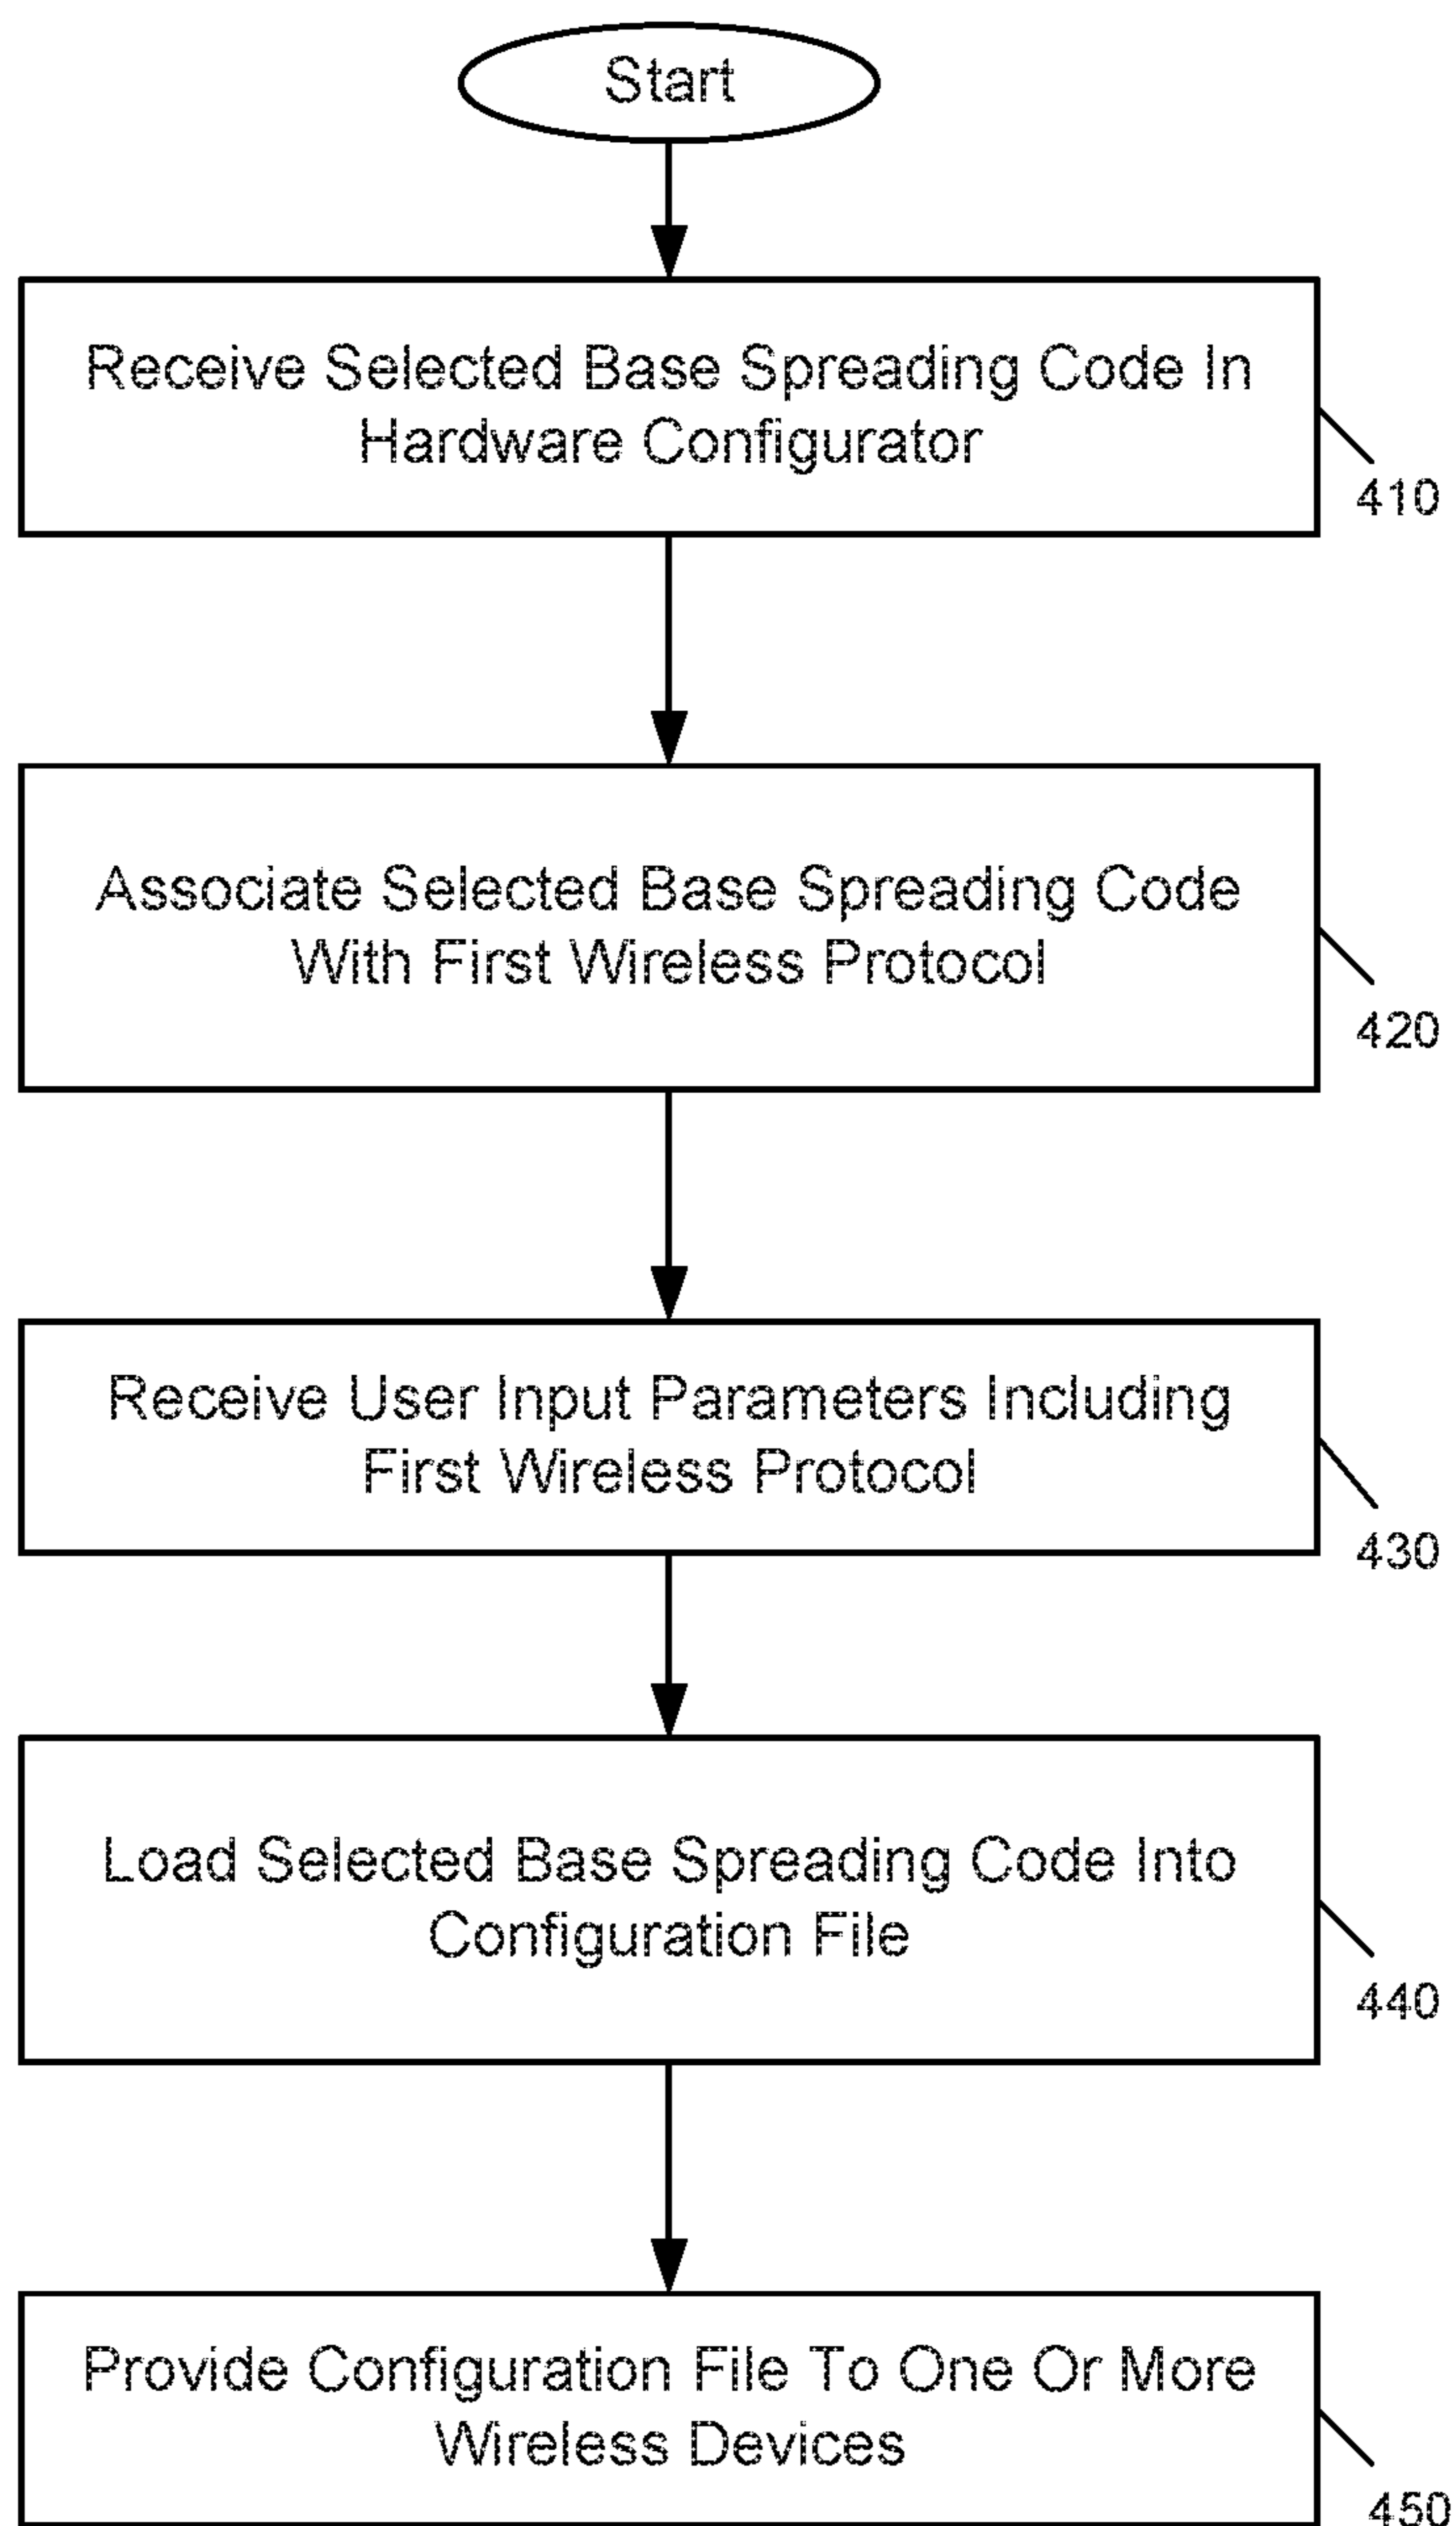 Start
Receive Selected Base Spreading Code In
Hardware Configurator
410
Associate Selected Base Spreading Code
With First Wireless Protocol
420
Receive User Input Parameters Including
First Wireless Protocol
430
Load Selected Base Spreading Code Into
Configuration File
440
Provide Configuration File To One Or More
Wireless Devices
450